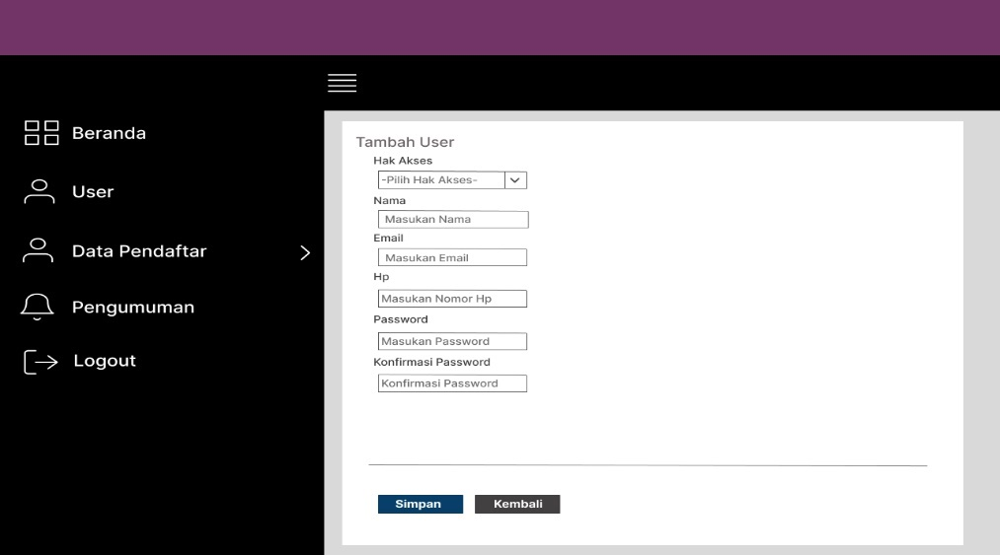 Beranda
User
Data Pendaftar
Pengumuman
Logout
Tambah User
Hak Akses
-Pilih Hak Akses-
Nama
Masukan Nama
Email
Masukan Email
Hp
Masukan Nomor Hp
Password
Masukan Password
Konfirmasi Password
Konfirmasi Password
Simpan
Kembali